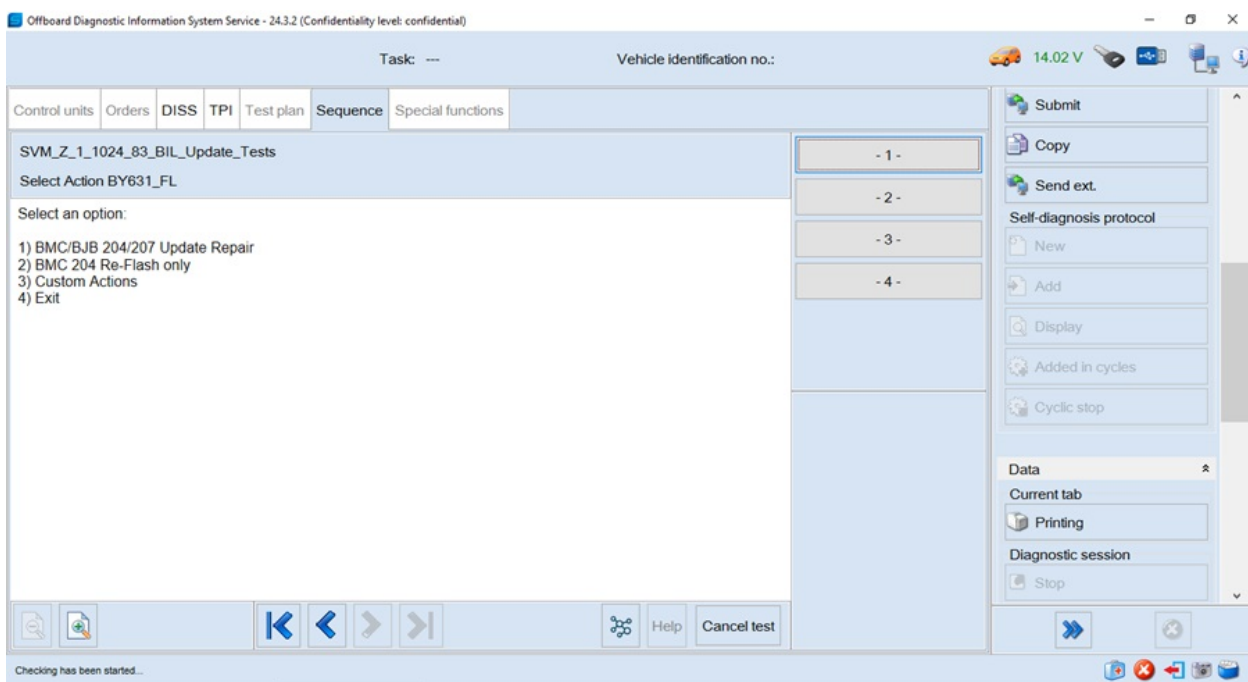 Offboard Diagnostic Information System Service - 24.3.2 (Confidentiality level: confidential)
Task: ---
Vehicle identification no.:
14.02 V
Control units Orders DISS TPI Test plan Sequence Special functions
SVM_Z_1_1024_83_BIL_Update_Tests
Select Action BY631_FL
Select an option:
1) BMC/BJB 204/207 Update Repair
2) BMC 204 Re-Flash only
3) Custom Actions
4) Exit
- 1 -
- 2 -
- 3 -
- 4 -
Submit
Copy
Send ext.
Self-diagnosis protocol
New
Add
Display
Added in cycles
Cyclic stop
Data
Current tab
Printing
Diagnostic session
Stop
Help
Cancel test
Checking has been started...